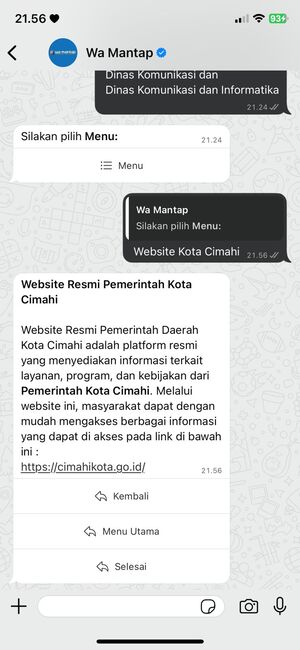 21.56
93
Wa Mantap
Dinas Komunikasi dan
Dinas Komunikasi dan Informatika
21.24
Silakan pilih Menu:
21.24
Menu
Wa Mantap
Silakan pilih Menu:
Website Kota Cimahi
21.56
Website Resmi Pemerintah Kota
Cimahi
Website Resmi Pemerintah Daerah
Kota Cimahi adalah platform resmi
yang menyediakan informasi terkait
layanan, program, dan kebijakan dari
Pemerintah Kota Cimahi. Melalui
website ini, masyarakat dapat dengan
mudah mengakses berbagai informasi
yang dapat di akses pada link di bawah
ini :
https://cimahikota.go.id/
21.56
Kembali
Menu Utama
Selesai